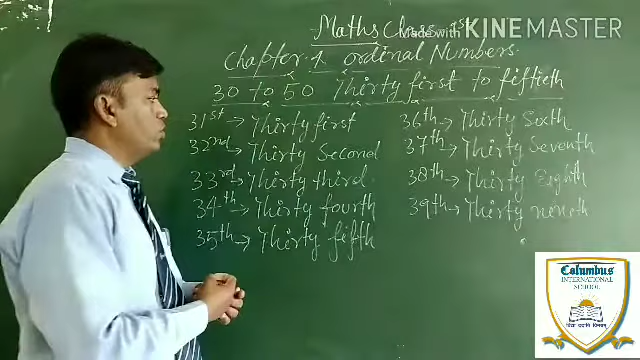 Maths Class 1st
Made with KINEMASTER
Chapter 1 ordinal Numbers.
30 to 50 Thirty first to fiftieth
31st → Thirty first
32nd → Thirty Second
33rd → Thirty third
34th → Thirty fourth
35th → Thirty fifth
36th → Thirty Sixth
37th → Thirty Seventh
38th → Thirty Eighth
39th → Thirty nineth
Columbus
INTERNATIONAL
SCHOOL